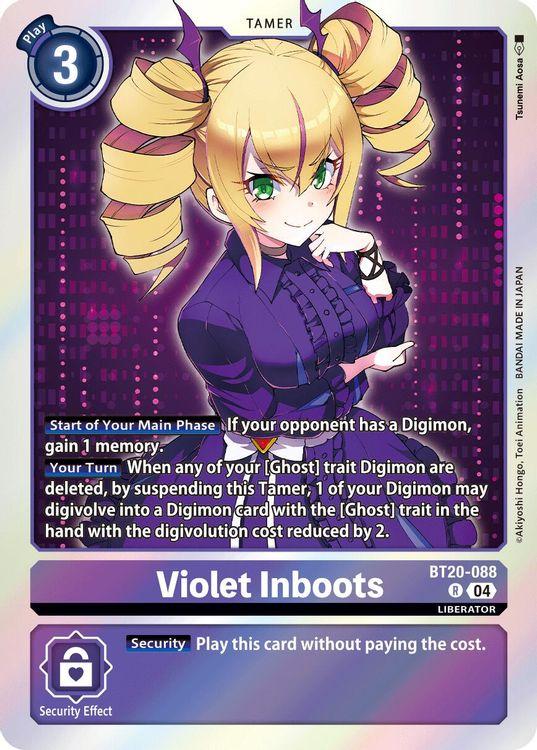 TAMER
Play
3
Tsunemi Aosa
Start of Your Main Phase If your opponent has a Digimon,
gain 1 memory.
Your Turn When any of your [Ghost] trait Digimon are
deleted, by suspending this Tamer, 1 of your Digimon may
digivolve into a Digimon card with the [Ghost] trait in the
hand with the digivolution cost reduced by 2.
©Akiyoshi Hongo, Toei Animation BANDAI MADE IN JAPAN
Violet Inboots
BT20-088
R 04
LIBERATOR
Security Play this card without paying the cost.
Security Effect